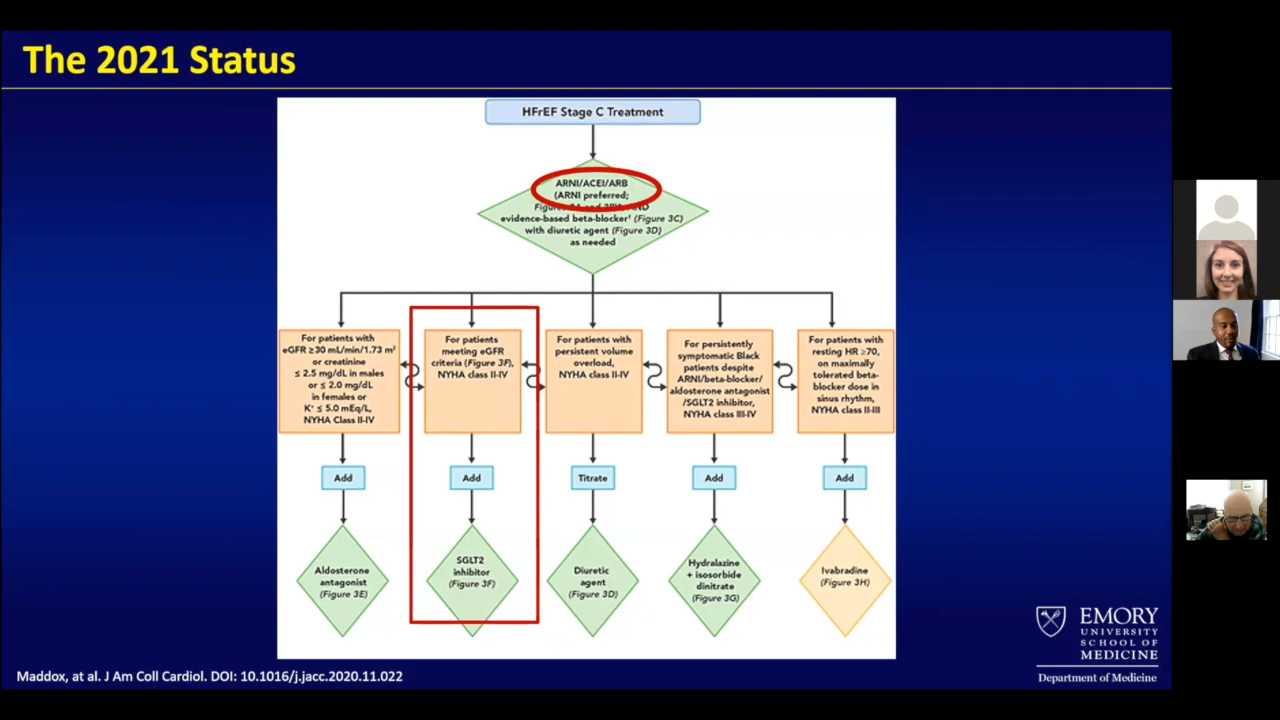 The 2021 Status
HFrEF Stage C Treatment
ARNI/ACEI/ARB
(ARNI preferred;
evidence-based beta-blocker† (Figure 3C)
with diuretic agent (Figure 3D)
as needed
For patients with
eGFR ≥30 mL/min/1.73 m²
or creatinine
≤ 2.5 mg/dL in males
or ≤ 2.0 mg/dL
in females or
K⁺ ≤ 5.0 mEq/L,
NYHA Class II-IV
Add
Aldosterone
antagonist
(Figure 3E)
For patients
meeting eGFR
criteria (Figure 3F),
NYHA class II-IV
Add
SGLT2
inhibitor
(Figure 3F)
For patients with
persistent volume
overload,
NYHA class II-IV
Titrate
Diuretic
agent
(Figure 3D)
For persistently
symptomatic Black
patients despite
ARNI/beta-blocker/
aldosterone antagonist
/SGLT2 inhibitor,
NYHA class III-IV
Add
Hydralazine
+ isosorbide
dinitrate
(Figure 3G)
For patients with
resting HR ≥70,
on maximally
tolerated beta-
blocker dose in
sinus rhythm,
NYHA class II-III
Add
Ivabradine
(Figure 3H)
Maddox, at al. J Am Coll Cardiol. DOI: 10.1016/j.jacc.2020.11.022
EMORY
UNIVERSITY
SCHOOL OF
MEDICINE
Department of Medicine